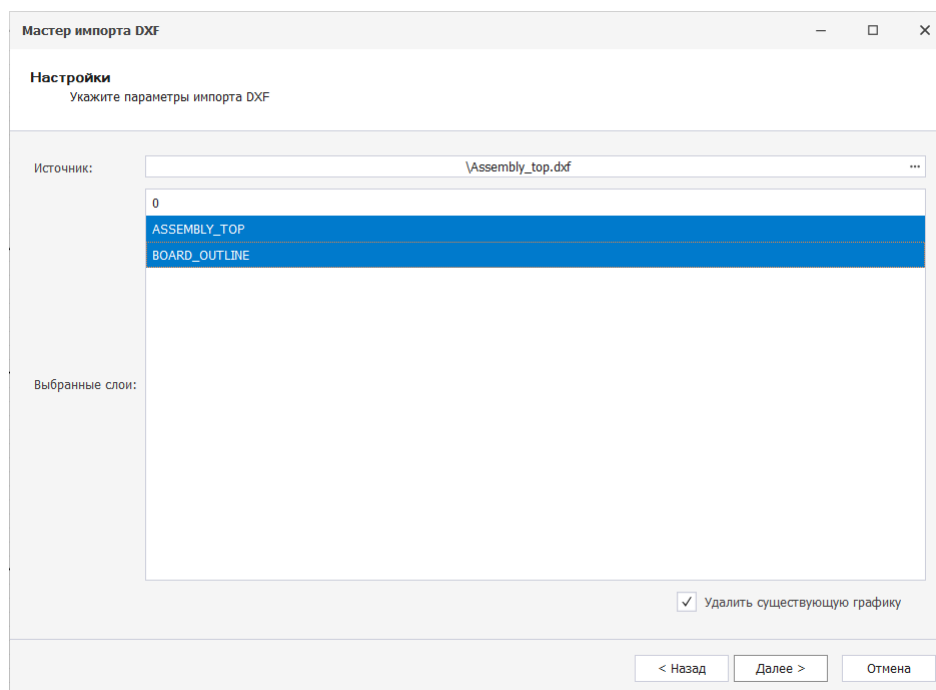 Мастер импорта DXF
Настройки
Укажите параметры импорта DXF
Источник: \Assembly_top.dxf ...
0
ASSEMBLY_TOP
BOARD_OUTLINE
Выбранные слои:
Удалить существующую графику
< Назад Далее > Отмена